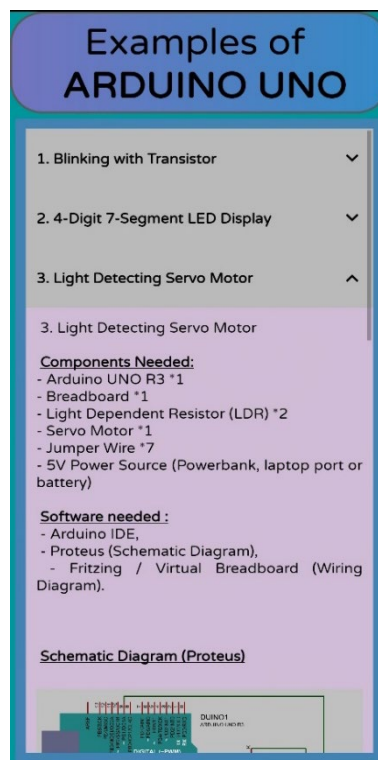 Examples of
ARDUINO UNO
1. Blinking with Transistor
2. 4-Digit 7-Segment LED Display
3. Light Detecting Servo Motor
3. Light Detecting Servo Motor
Components Needed:
- Arduino UNO R3 *1
- Breadboard *1
- Light Dependent Resistor (LDR) *2
- Servo Motor *1
- Jumper Wire *7
- 5V Power Source (Powerbank, laptop port or
battery)
Software needed :
- Arduino IDE,
- Proteus (Schematic Diagram),
- Fritzing / Virtual Breadboard (Wiring
Diagram).
Schematic Diagram (Proteus)
DUINO1
ARDUINO UNO R3